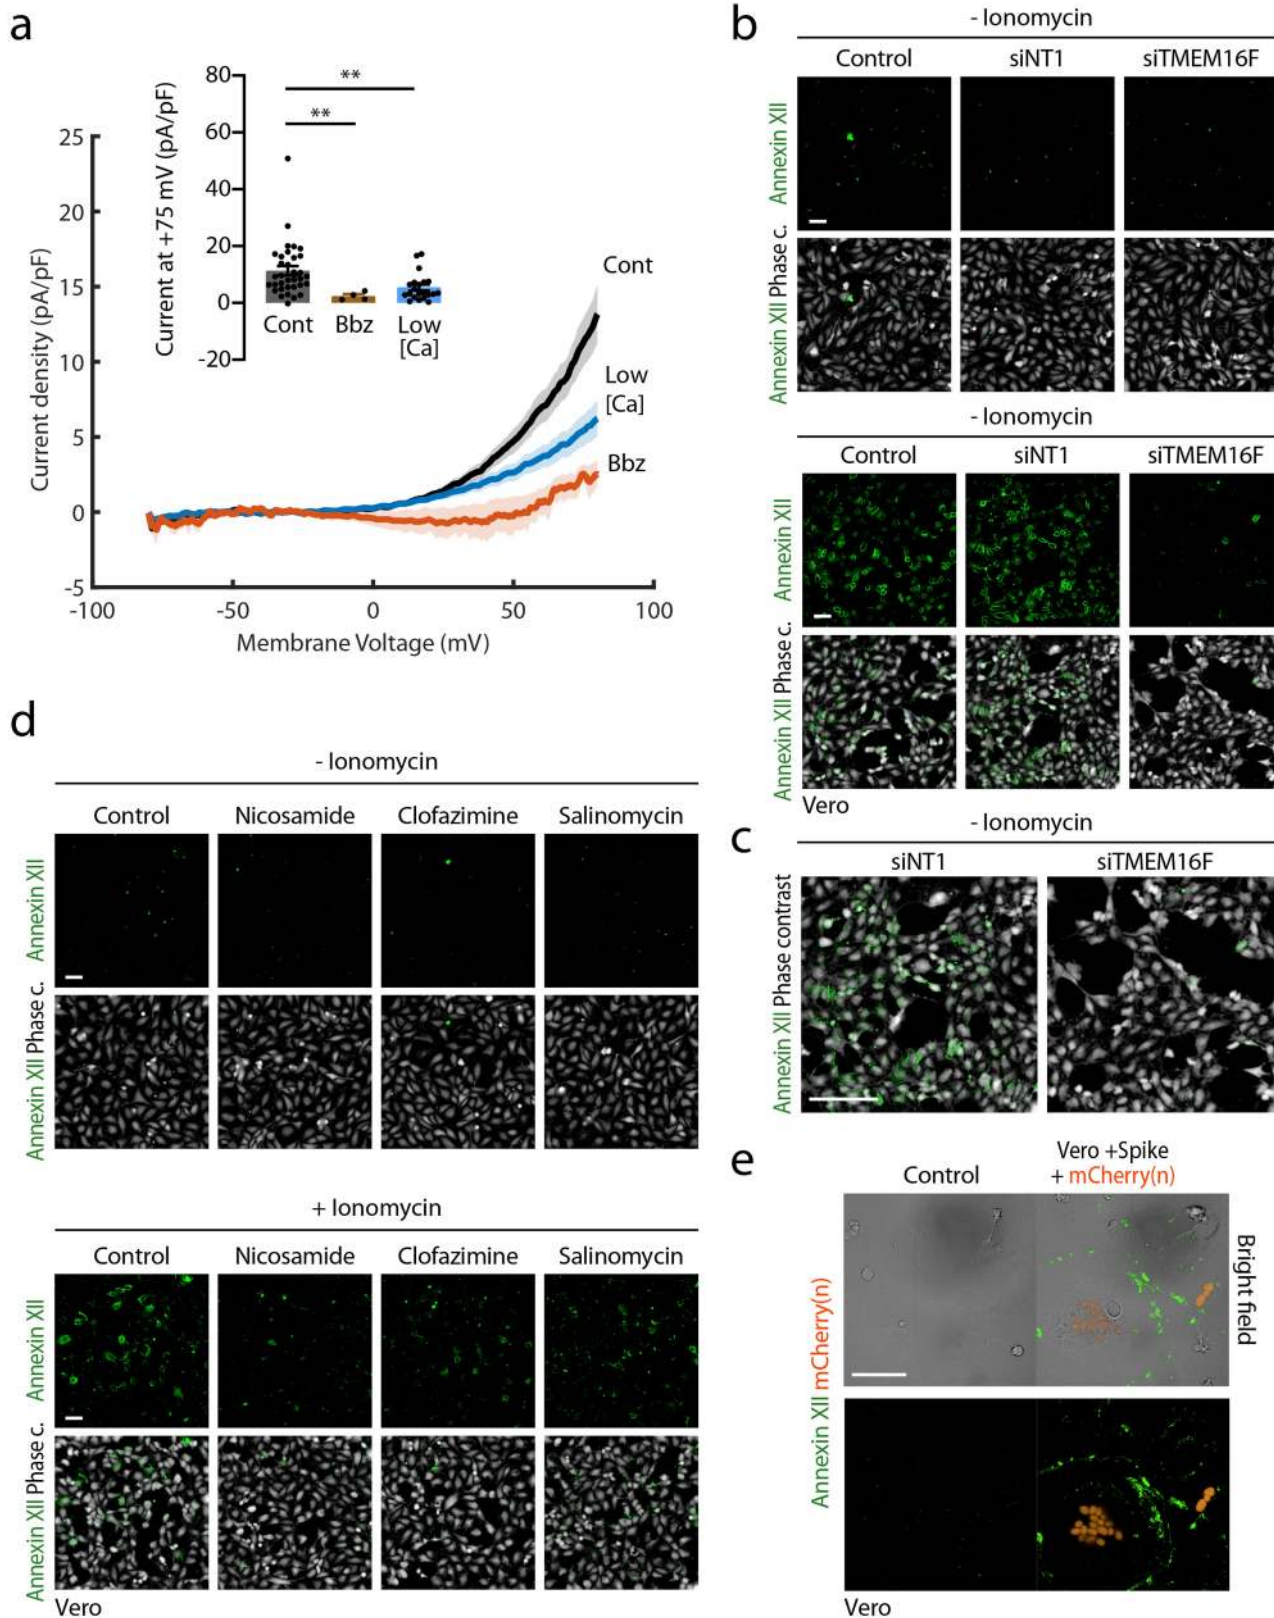 a
80
60
40
20
0
-20
Current at +75 mV (pA/pF)
**
**
Cont
Bbz
Low
[Ca]
25
20
15
10
5
0
-5
Current density (pA/pF)
-100
-50
0
50
100
Membrane Voltage (mV)
Cont
Low
[Ca]
Bbz
b
- Ionomycin
Control siNT1 siTMEM16F
Annexin XII
Annexin XII Phase c.
- Ionomycin
Control siNT1 siTMEM16F
Annexin XII
Annexin XII Phase c.
Vero
c
- Ionomycin
siNT1 siTMEM16F
Annexin XII Phase contrast
d
- Ionomycin
Control Nicosamide Clofazimine Salinomycin
Annexin XII
Annexin XII Phase c.
+ Ionomycin
Control Nicosamide Clofazimine Salinomycin
Annexin XII
Annexin XII Phase c.
Vero
e
Control
Vero +Spike
+ mCherry(n)
Bright field
Annexin XII mCherry(n)
Vero